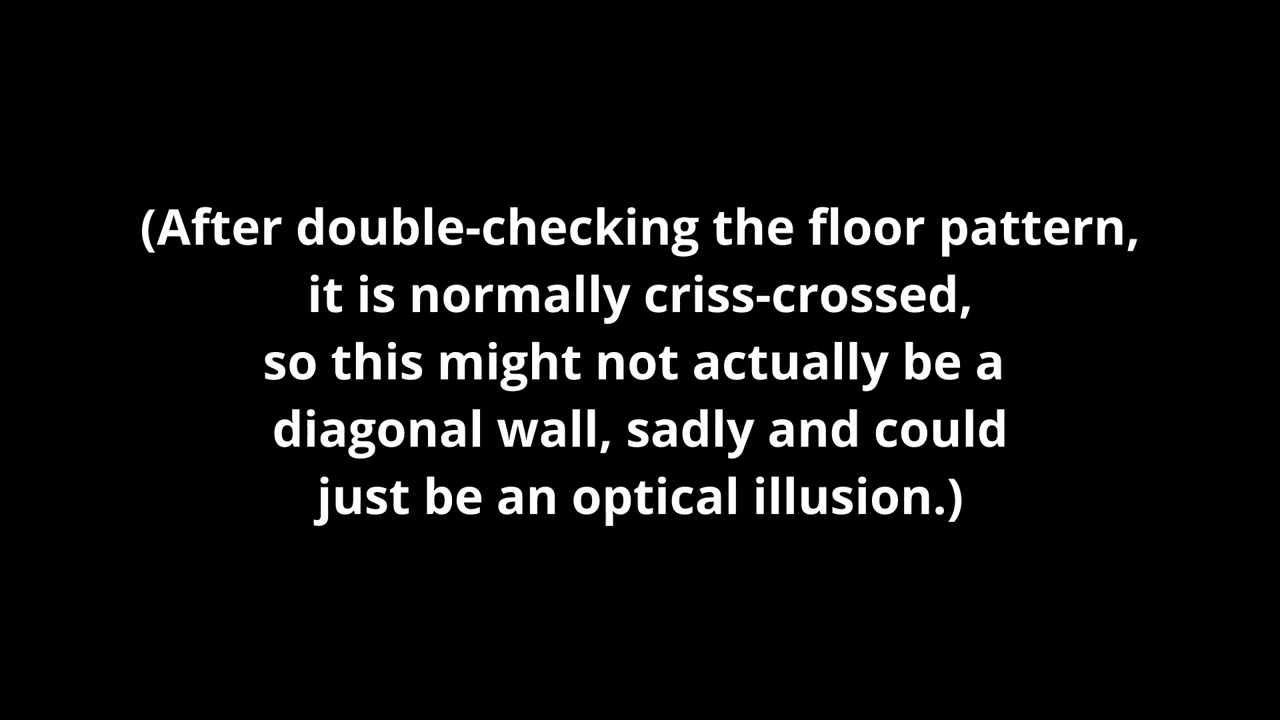 (After double-checking the floor pattern,
it is normally criss-crossed,
so this might not actually be a
diagonal wall, sadly and could
just be an optical illusion.)